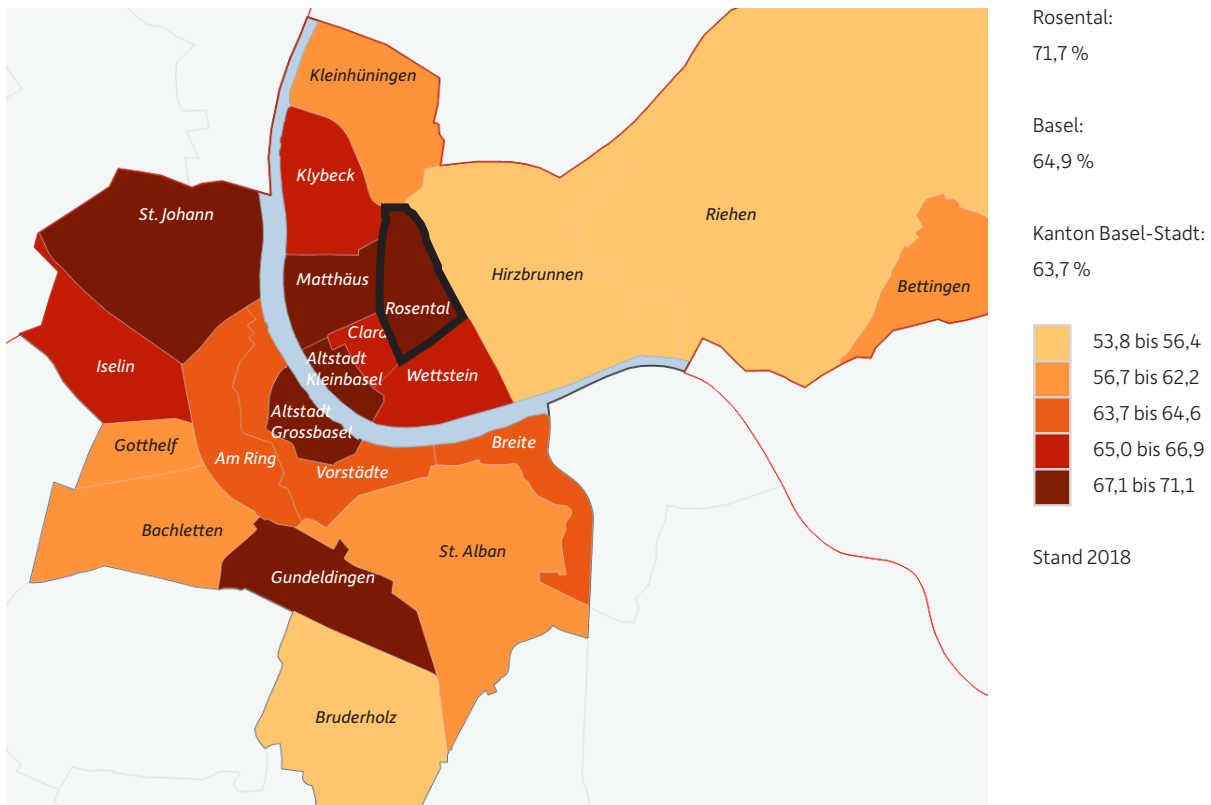 Kleinhüningen
Klybeck
St. Johann
Riehen
Matthäus
Hirzbrunnen
Bettingen
Rosental
Clara
Altstadt
Kleinbasel
Iselin
Wettstein
Altstadt
Grossbasel
Gotthelf
Am Ring
Breite
Vorstädte
Bachletten
St. Alban
Gundeldingen
Bruderholz
Rosental:
71,7 %
Basel:
64,9 %
Kanton Basel-Stadt:
63,7 %
53,8 bis 56,4
56,7 bis 62,2
63,7 bis 64,6
65,0 bis 66,9
67,1 bis 71,1
Stand 2018